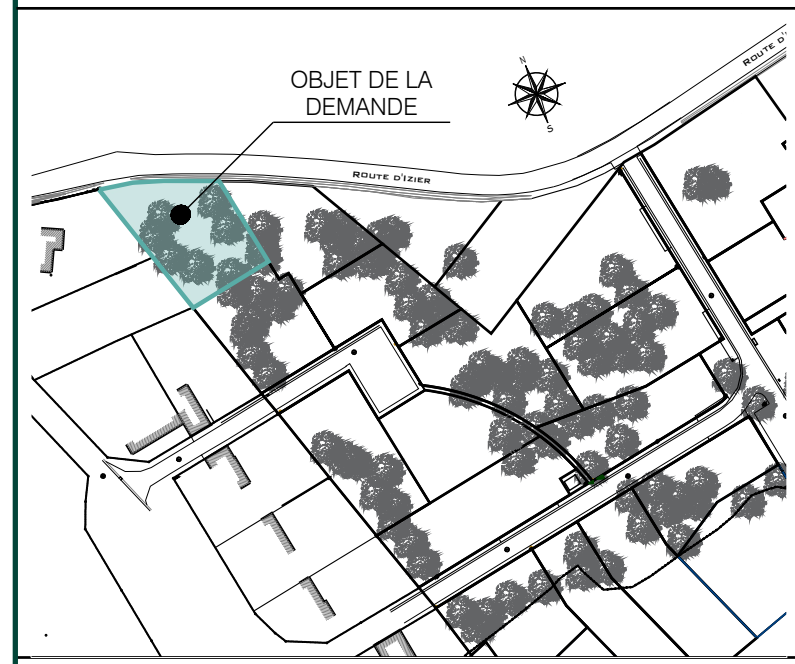 OBJET DE LA
DEMANDE
N
S
ROUTE D'IZIER
ROUTE D'